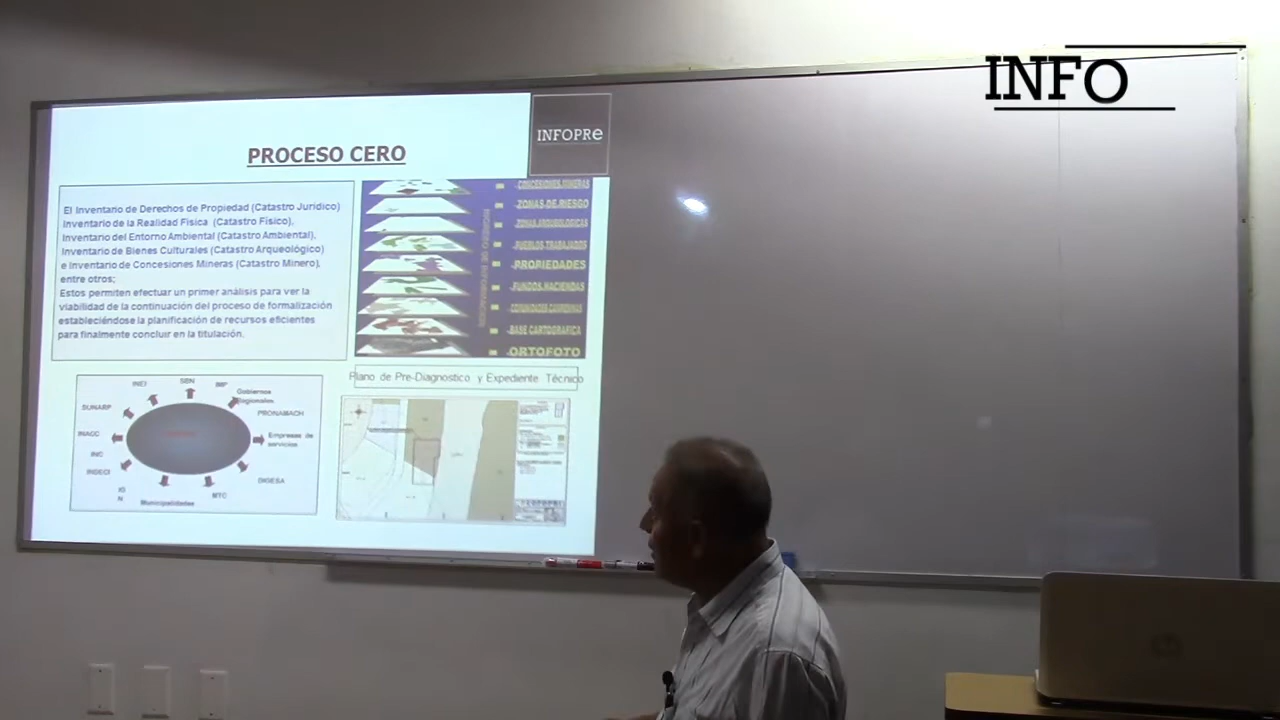 INFO
INFOPRe
PROCESO CERO
El Inventario de Derechos de Propiedad (Catastro Jurídico)
Inventario de la Realidad Física (Catastro Físico),
Inventario del Entorno Ambiental (Catastro Ambiental),
Inventario de Bienes Culturales (Catastro Arqueológico)
e Inventario de Concesiones Mineras (Catastro Minero),
entre otros;
Estos permiten efectuar un primer análisis para ver la
viabilidad de la continuación del proceso de formalización
estableciéndose la planificación de recursos eficientes
para finalmente concluir en la titulación.
CONCESIONES MINERAS
ZONAS DE RIESGO
ZONAS ARQUEOLOGICAS
PUEBLOS TRABAJADOS
PROPIEDADES
FUNDOS, HACIENDAS
COMUNIDADES CAMPESINAS
BASE CARTOGRAFICA
ORTOFOTO
Plano de Pre-Diagnostico y Expediente Técnico
INEI
SBN
IMP
Gobiernos
Regionales
SUNARP
PRONAMACH
INACC
Empresas de
servicios
INC
INDECI
DIGESA
IG
N
Municipalidades
MTC